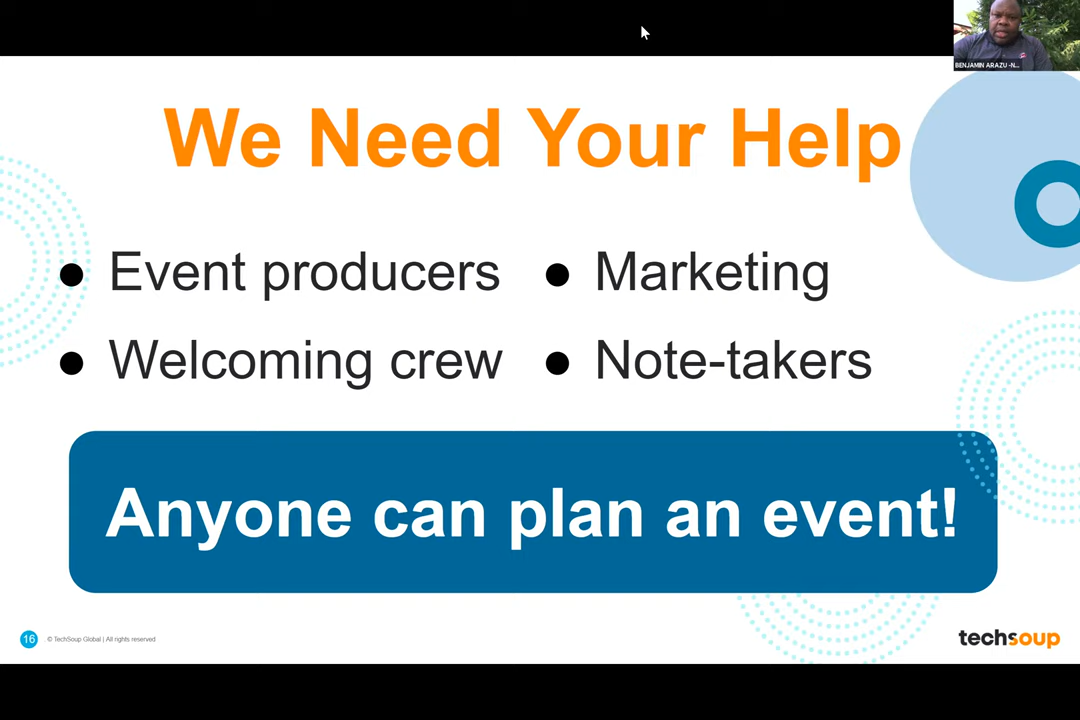 BENJAMIN ARAZU -N...
We Need Your Help
● Event producers
● Welcoming crew
● Marketing
● Note-takers
Anyone can plan an event!
16
© TechSoup Global | All rights reserved
techsoup